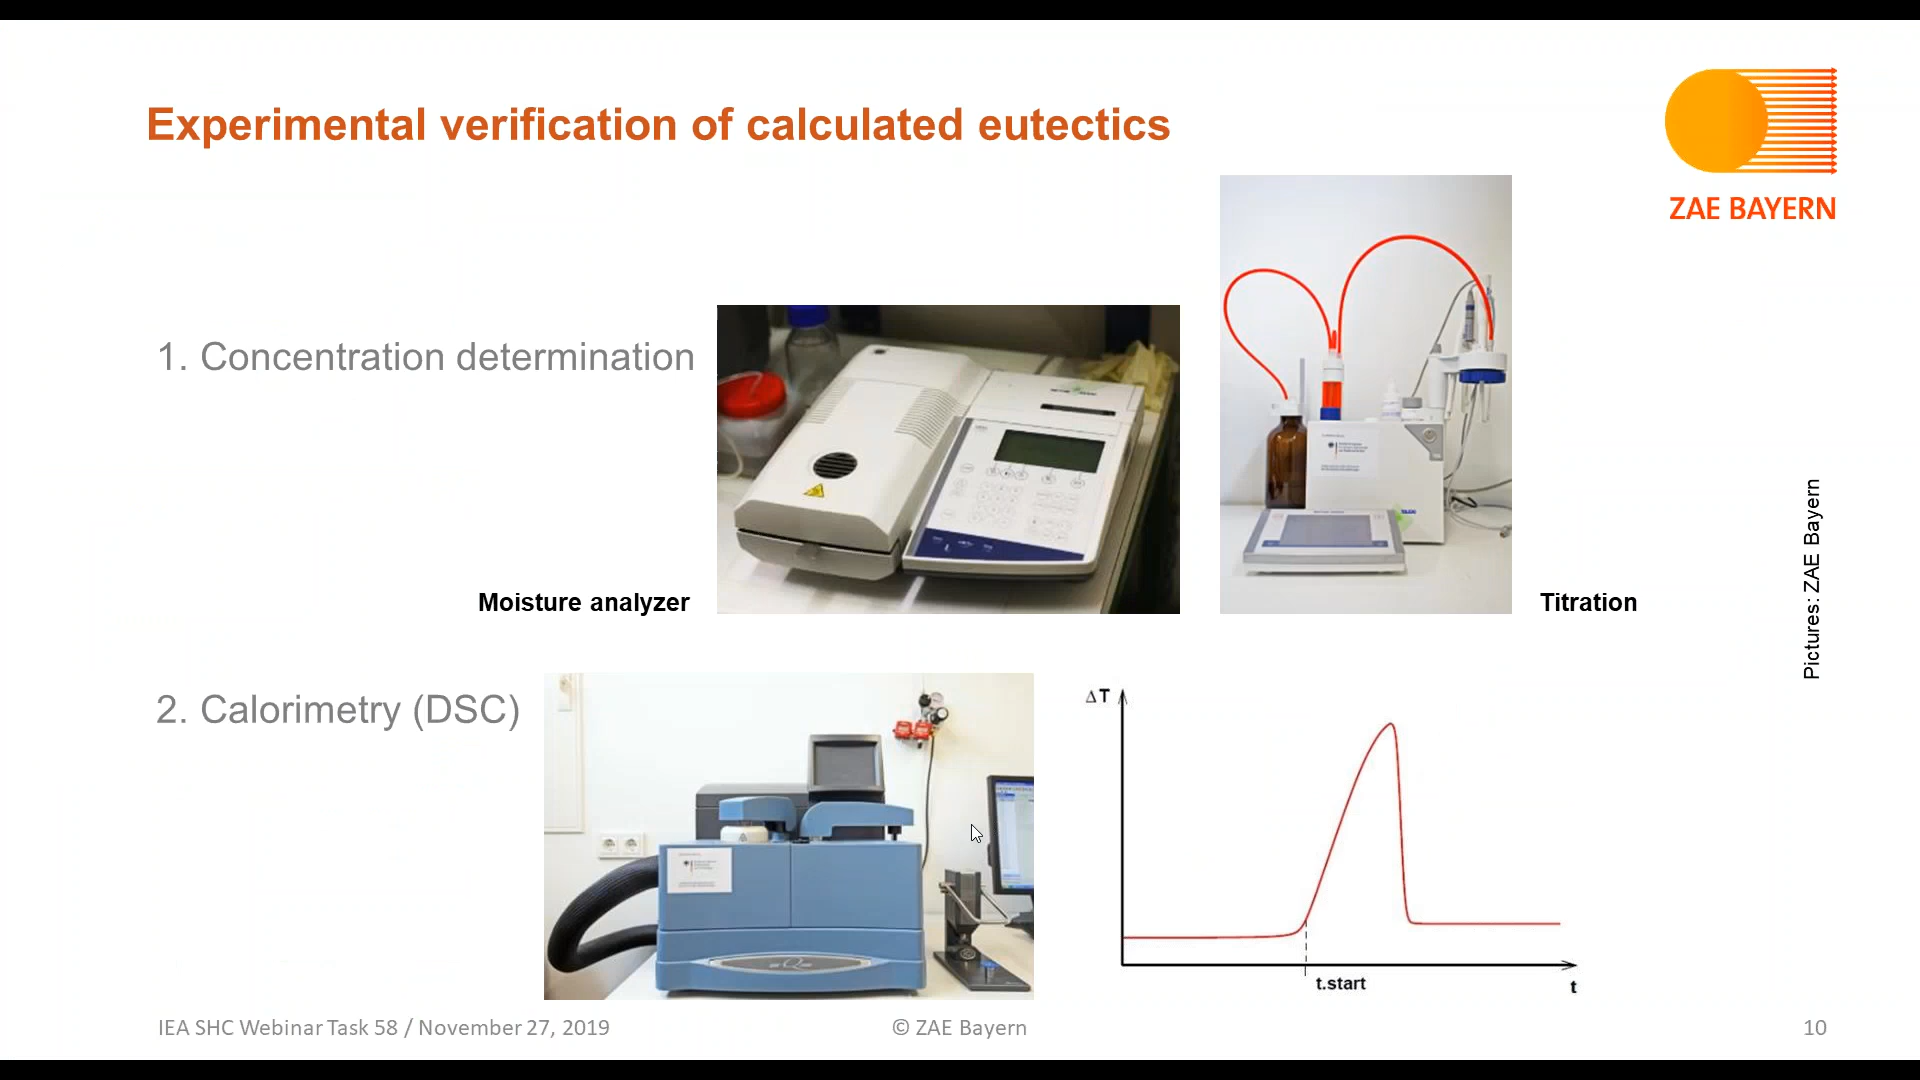 Experimental verification of calculated eutectics
ZAE BAYERN
1. Concentration determination
Moisture analyzer
Titration
Pictures: ZAE Bayern
2. Calorimetry (DSC)
ΔT
t.start
t
IEA SHC Webinar Task 58 / November 27, 2019
© ZAE Bayern
10